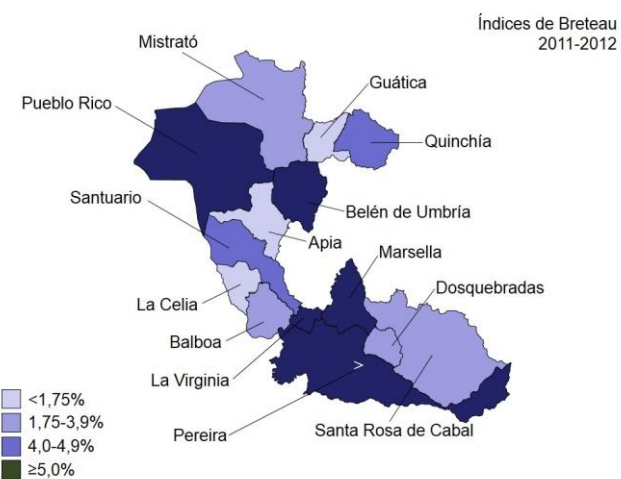 Índices de Breteau
2011-2012
Mistrató
Guática
Pueblo Rico
Quinchía
Santuario
Belén de Umbría
Apia
Marsella
Dosquebradas
La Celia
Balboa
La Virginia
Pereira
Santa Rosa de Cabal
<1,75%
1,75-3,9%
4,0-4,9%
≥5,0%